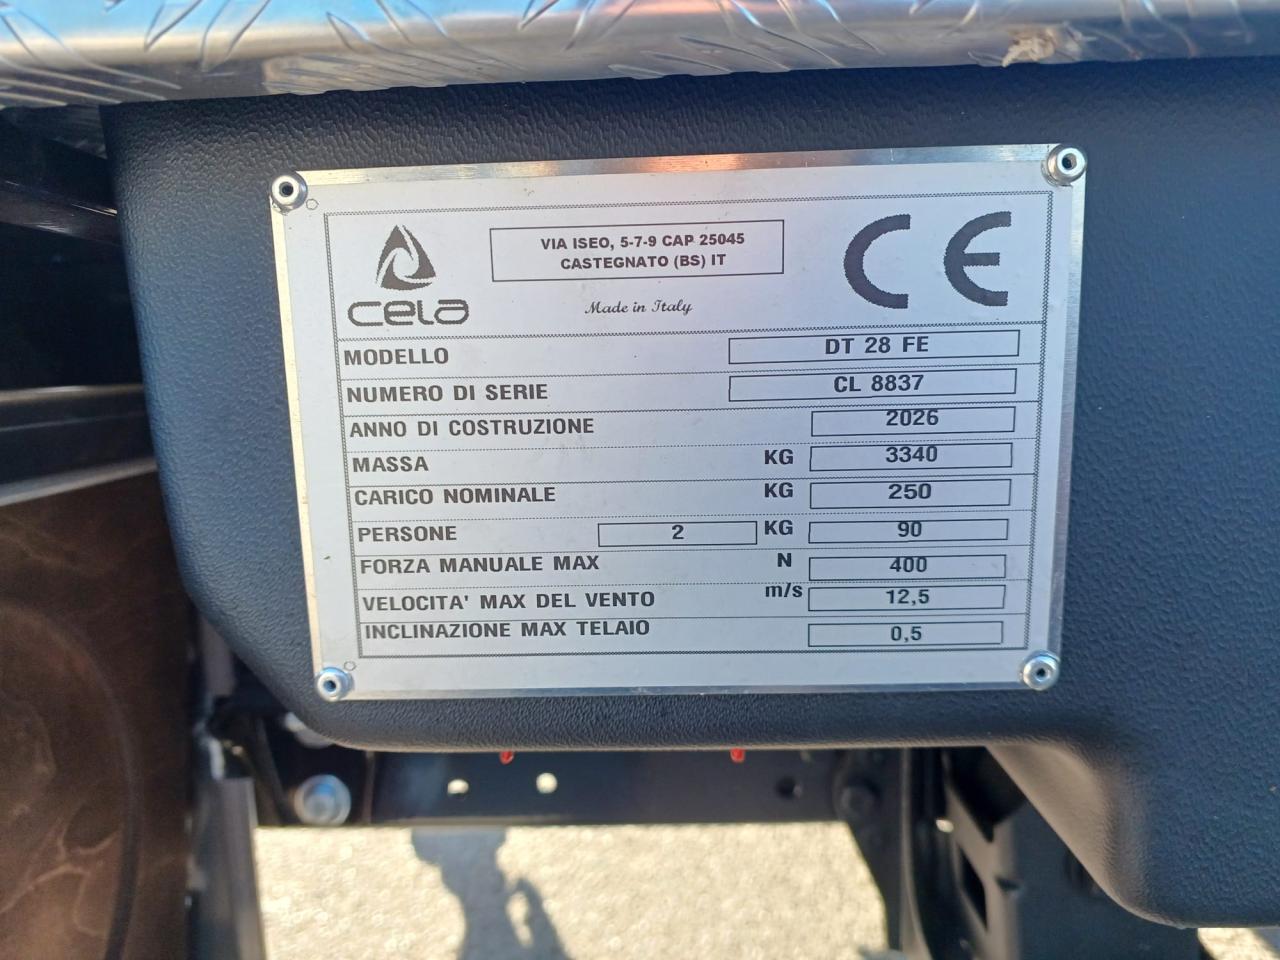 VIA ISEO, 5-7-9 CAP 25045
CASTEGNATO (BS) IT
cela
Made in Italy
CE
MODELLO DT 28 FE
NUMERO DI SERIE CL 8837
ANNO DI COSTRUZIONE 2026
MASSA KG 3340
CARICO NOMINALE KG 250
PERSONE 2 KG 90
FORZA MANUALE MAX N 400
VELOCITA' MAX DEL VENTO m/s 12,5
INCLINAZIONE MAX TELAIO 0,5